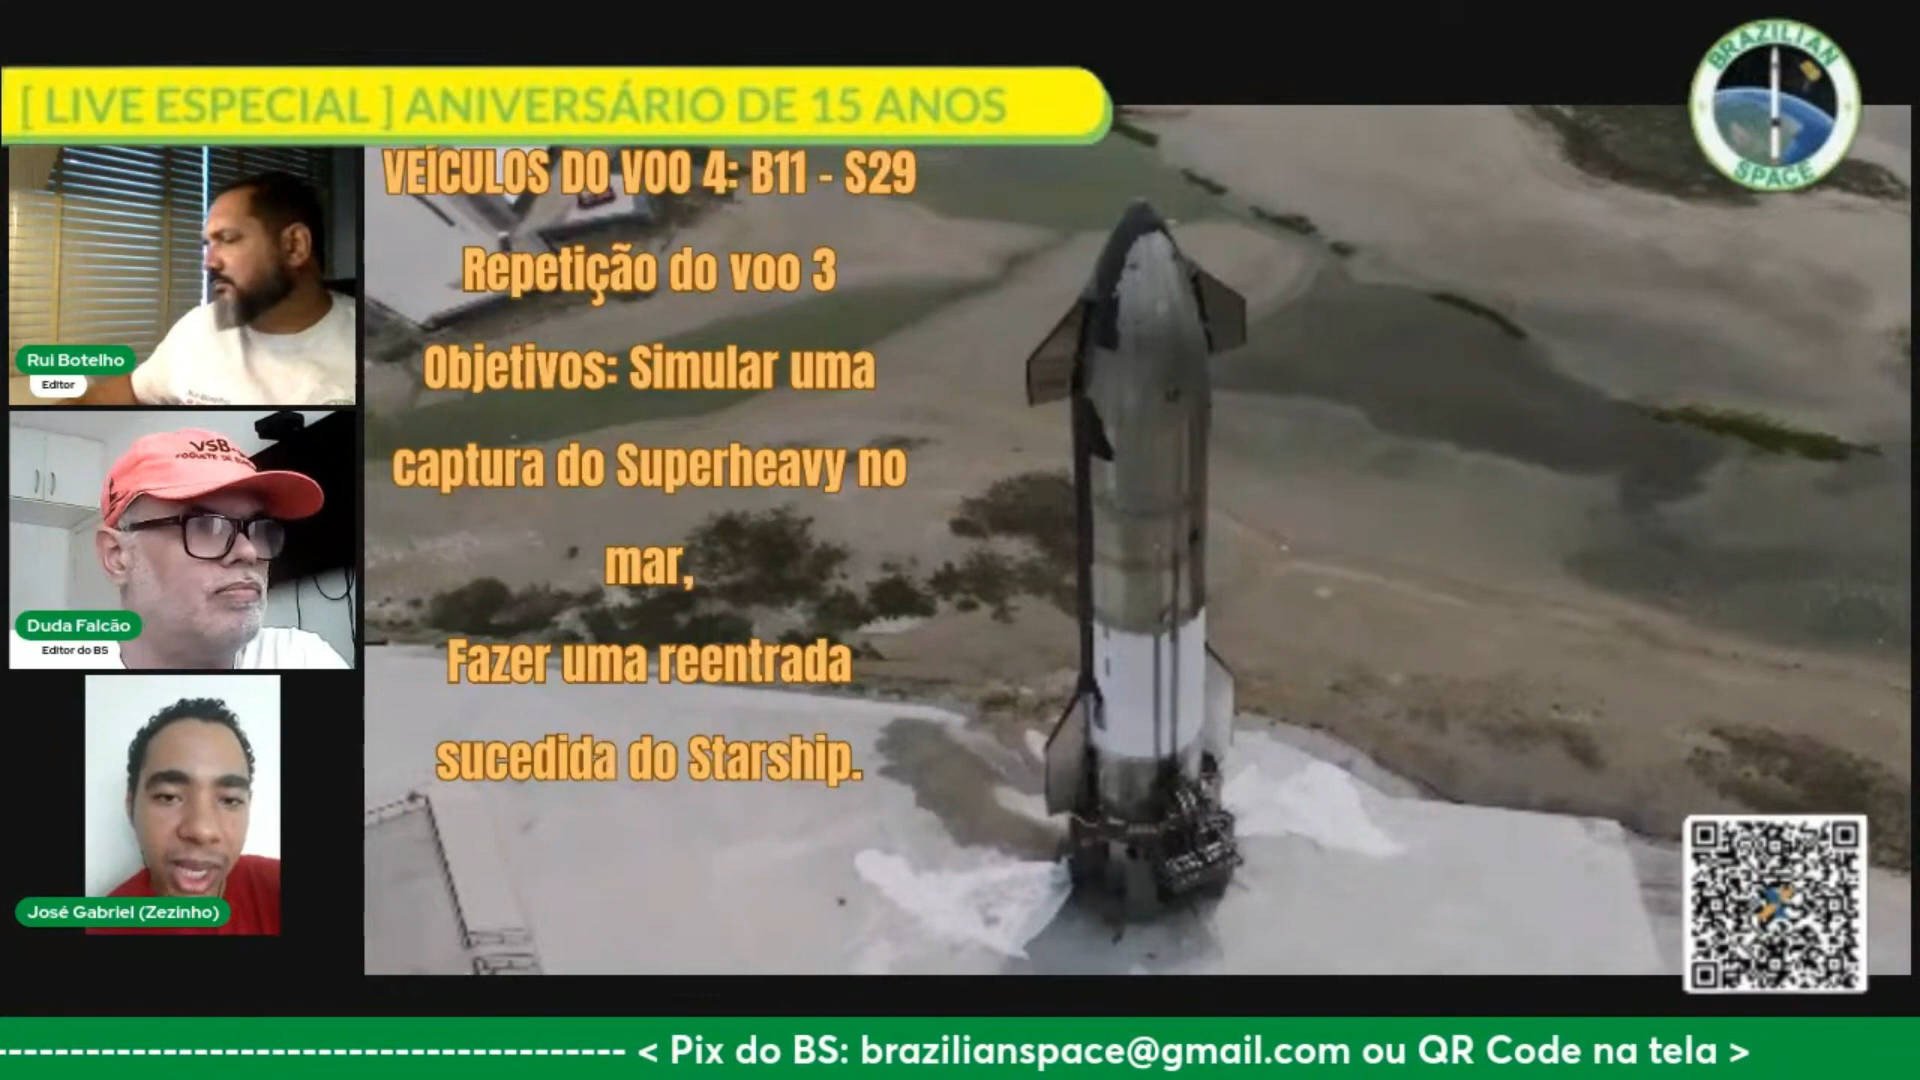 [ LIVE ESPECIAL ] ANIVERSÁRIO DE 15 ANOS
BRAZILIAN
SPACE
VEÍCULOS DO VOO 4: B11 - S29
Repetição do voo 3
Objetivos: Simular uma
captura do Superheavy no
mar,
Fazer uma reentrada
sucedida do Starship.
Rui Botelho
Editor
VSB-
Duda Falcão
Editor do BS
José Gabriel (Zezinho)
< Pix do BS: brazilianspace@gmail.com ou QR Code na tela >